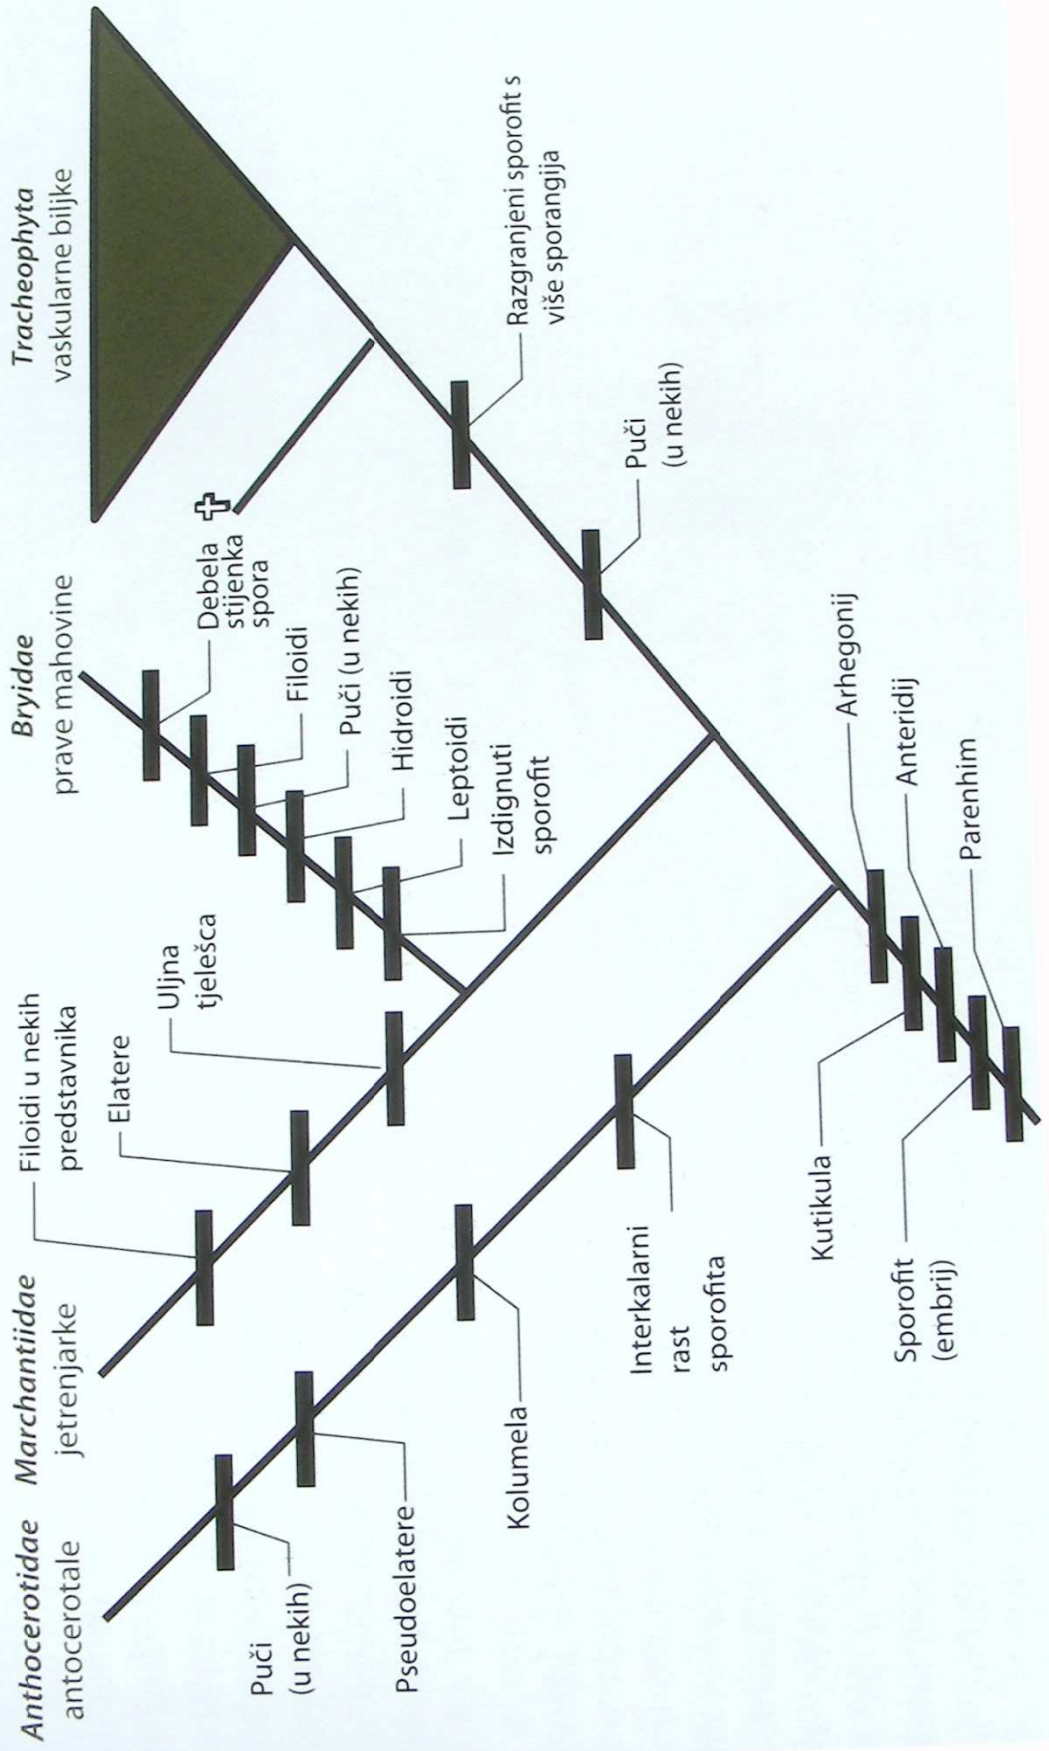 Anthocerotidae
antocerotale
Marchantiidae
jetrenjarke
Bryidae
prave mahovine
Tracheophyta
vaskularne biljke
Filoidi u nekih
predstavnika
Elatere
Uljna
tjelešca
Debela
stijenka
spora
Filoidi
Puči (u nekih)
Hidroidi
Leptoidi
Izdignuti
sporofit
Razgranjeni sporofit s
više sporangija
Puči
(u nekih)
Puči
(u nekih)
Pseudoelatere
Kolumela
Interkalarni
rast
sporofita
Arhegonij
Anteridij
Parenhim
Kutikula
Sporofit
(embrij)